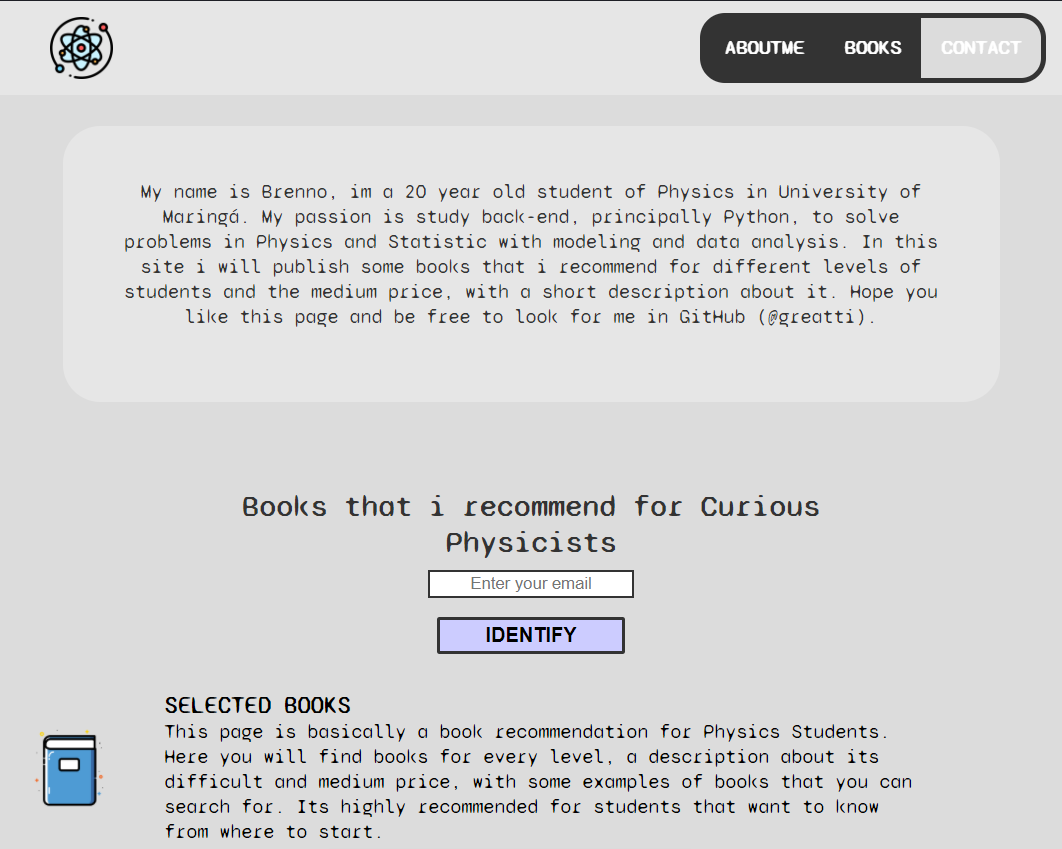 ABOUTME BOOKS CONTACT
My name is Brenno, im a 20 year old student of Physics in University of
Maringá. My passion is study back-end, principally Python, to solve
problems in Physics and Statistic with modeling and data analysis. In this
site i will publish some books that i recommend for different levels of
students and the medium price, with a short description about it. Hope you
like this page and be free to look for me in GitHub (@greatti).
Books that i recommend for Curious
Physicists
Enter your email
IDENTIFY
SELECTED BOOKS
This page is basically a book recommendation for Physics Students.
Here you will find books for every level, a description about its
difficult and medium price, with some examples of books that you can
search for. Its highly recommended for students that want to know
from where to start.